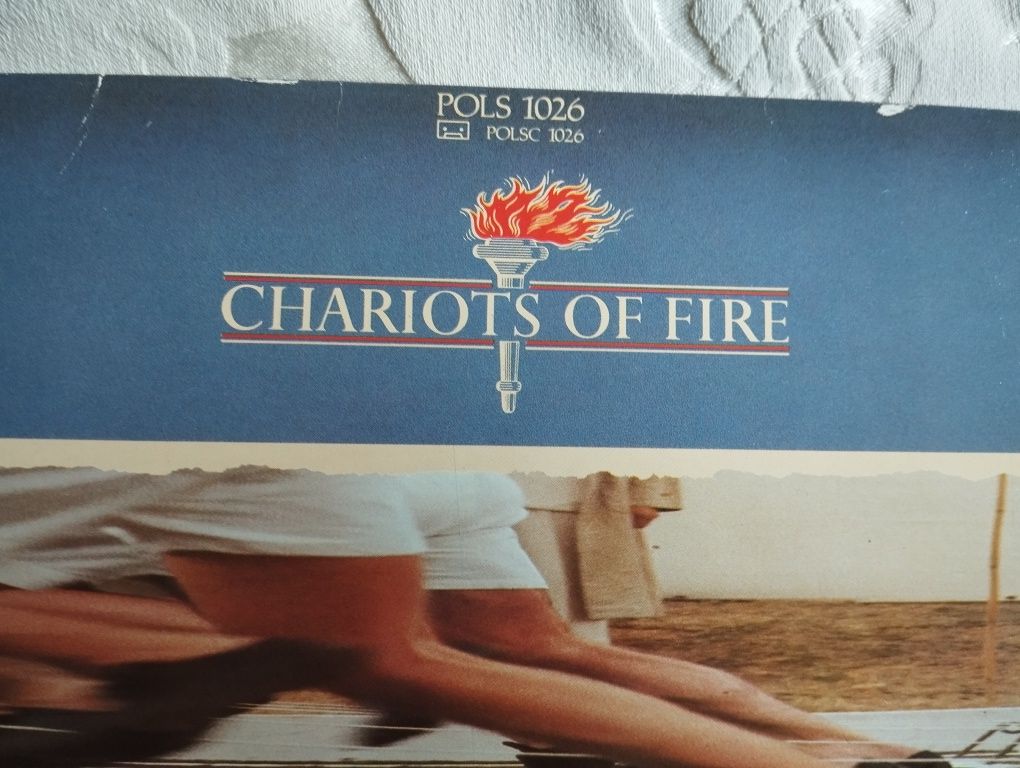 POLS 1026
POLSC 1026
CHARIOTS OF FIRE